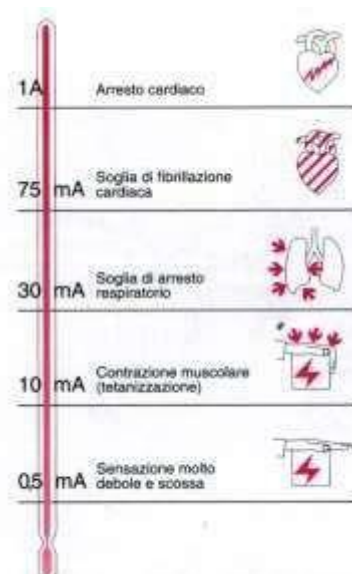 1A Arresto cardiaco
Soglia di fibrillazione
75 mA cardiaca
Soglia di arresto
30 mA respiratorio
Contrazione muscolare
10 mA (tetanizzazione)
Sensazione molto
0,5 mA debole e scossa